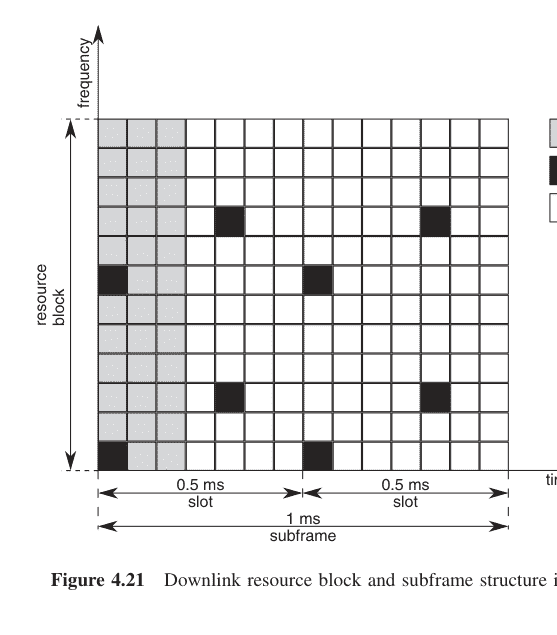 frequency
resource
block
0.5 ms
slot
0.5 ms
slot
1 ms
subframe
Figure 4.21 Downlink resource block and subframe structure